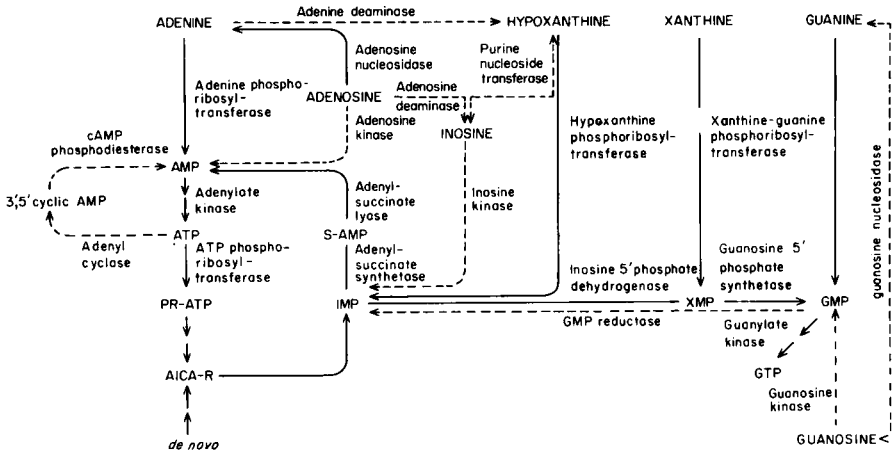 Adenine deaminase
ADENINE
HYPOXANTHINE
XANTHINE
GUANINE
Adenosine
nucleosidase
Purine
nucleoside
transferase
Adenine phospho-
ribosyl-
transferase
ADENOSINE
Adenosine
deaminase
Adenosine
kinase
INOSINE
Hypoxanthine
phosphoribosyl-
transferase
Xanthine-guanine
phosphoribosyl-
transferase
cAMP
phosphodiesterase
AMP
3',5' cyclic AMP
Adenylate
kinase
Adenyl-
succinate
lyase
Inosine
kinase
guanosine nucleosidase
ATP
S-AMP
Adenyl
cyclase
ATP phospho-
ribosyl-
transferase
Adenyl-
succinate
synthetase
Inosine 5' phosphate
dehydrogenase
Guanosine 5'
phosphate
synthetase
PR-ATP
IMP
XMP
GMP
GMP reductase
Guanylate
kinase
AICA-R
GTP
Guanosine
kinase
de novo
GUANOSINE